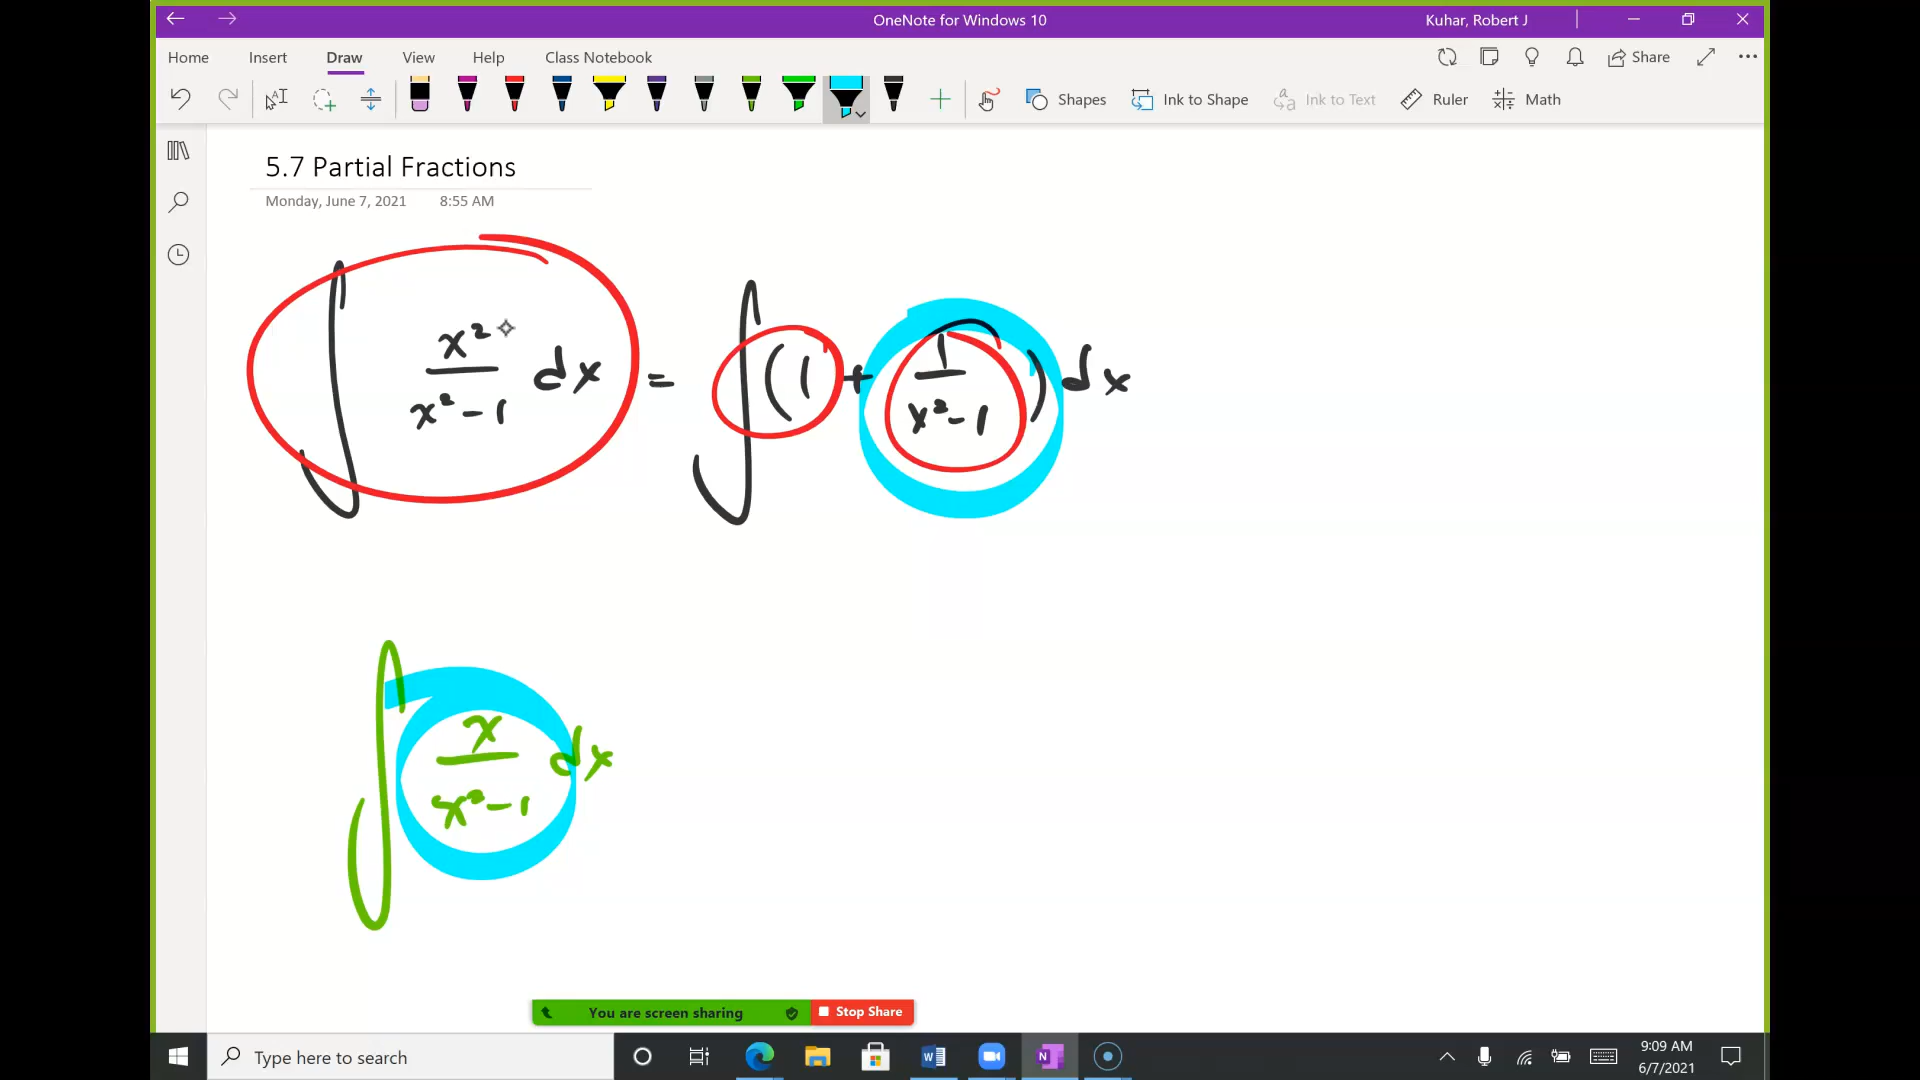 OneNote for Windows 10
Kuhar, Robert J
Home Insert Draw View Help Class Notebook
Share
Shapes Ink to Shape Ink to Text Ruler Math
5.7 Partial Fractions
Monday, June 7, 2021 8:55 AM
∫ x²/(x² - 1) dx = ∫ (1 + 1/(x² - 1)) dx
∫ x/(x² - 1) dx
You are screen sharing Stop Share
Type here to search
9:09 AM
6/7/2021